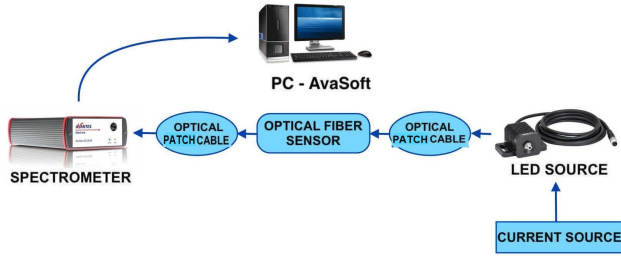 PC - AvaSoft
OPTICAL
PATCH CABLE
OPTICAL FIBER
SENSOR
OPTICAL
PATCH CABLE
SPECTROMETER
LED SOURCE
CURRENT SOURCE